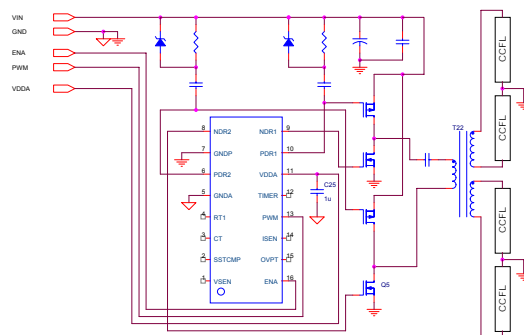 VIN
GND
ENA
PWM
VDDA
8 NDR2 NDR1 9
7 GNDP PDR1 10
6 PDR2 VDDA 11
5 GNDA TIMER 12
4 RT1 PWM 13
3 CT ISEN 14
2 SSTCMP OVPT 15
1 VSEN ENA 16
C25
1u
T22
Q5
CCFL
CCFL
CCFL
CCFL